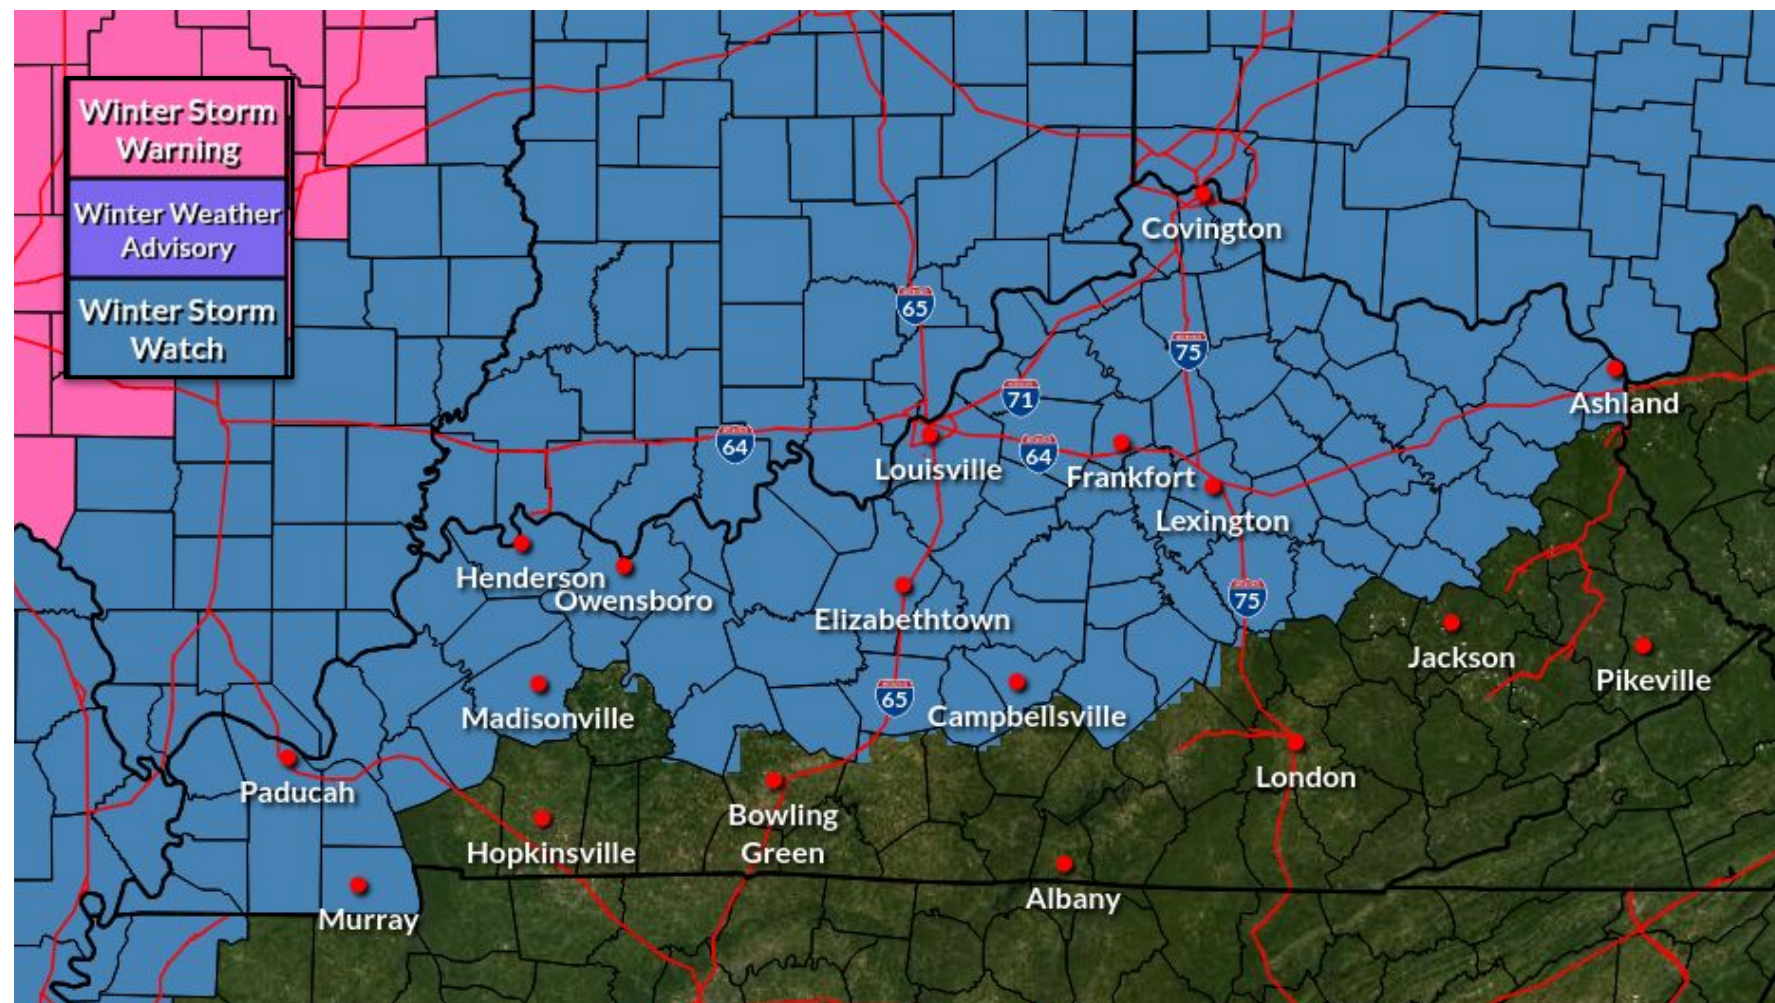 Winter Storm
Warning
Winter Weather
Advisory
Winter Storm
Watch
Covington
65
75
71
Ashland
64
64
Louisville
Frankfort
Lexington
Henderson
Owensboro
75
Elizabethtown
Jackson
Pikeville
65
Madisonville
Campbellsville
Paducah
London
Bowling
Green
Hopkinsville
Albany
Murray